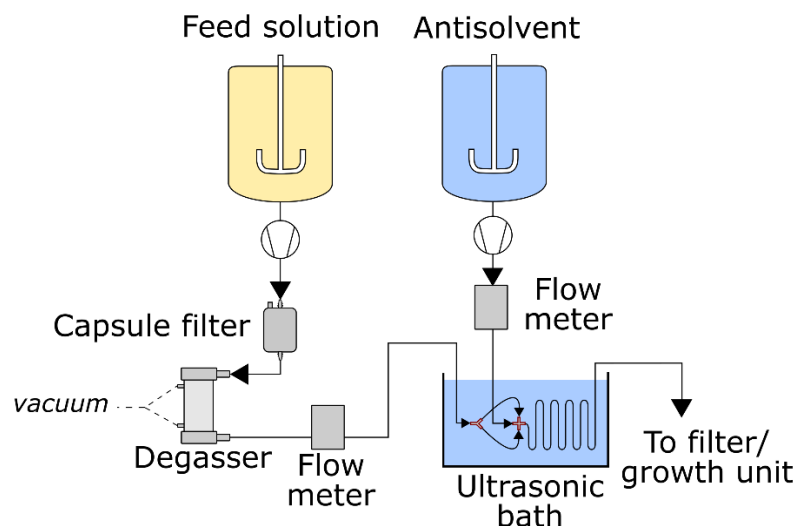 Feed solution
Antisolvent
Capsule filter
Flow
meter
vacuum
Degasser
Flow
meter
Ultrasonic
bath
To filter/
growth unit